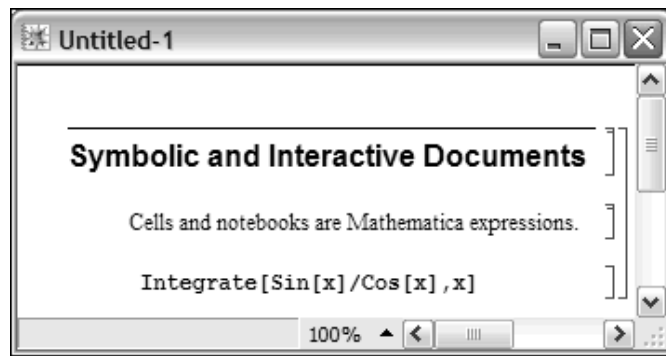 Untitled-1
Symbolic and Interactive Documents
Cells and notebooks are Mathematica expressions.
Integrate[Sin[x]/Cos[x],x]
100%